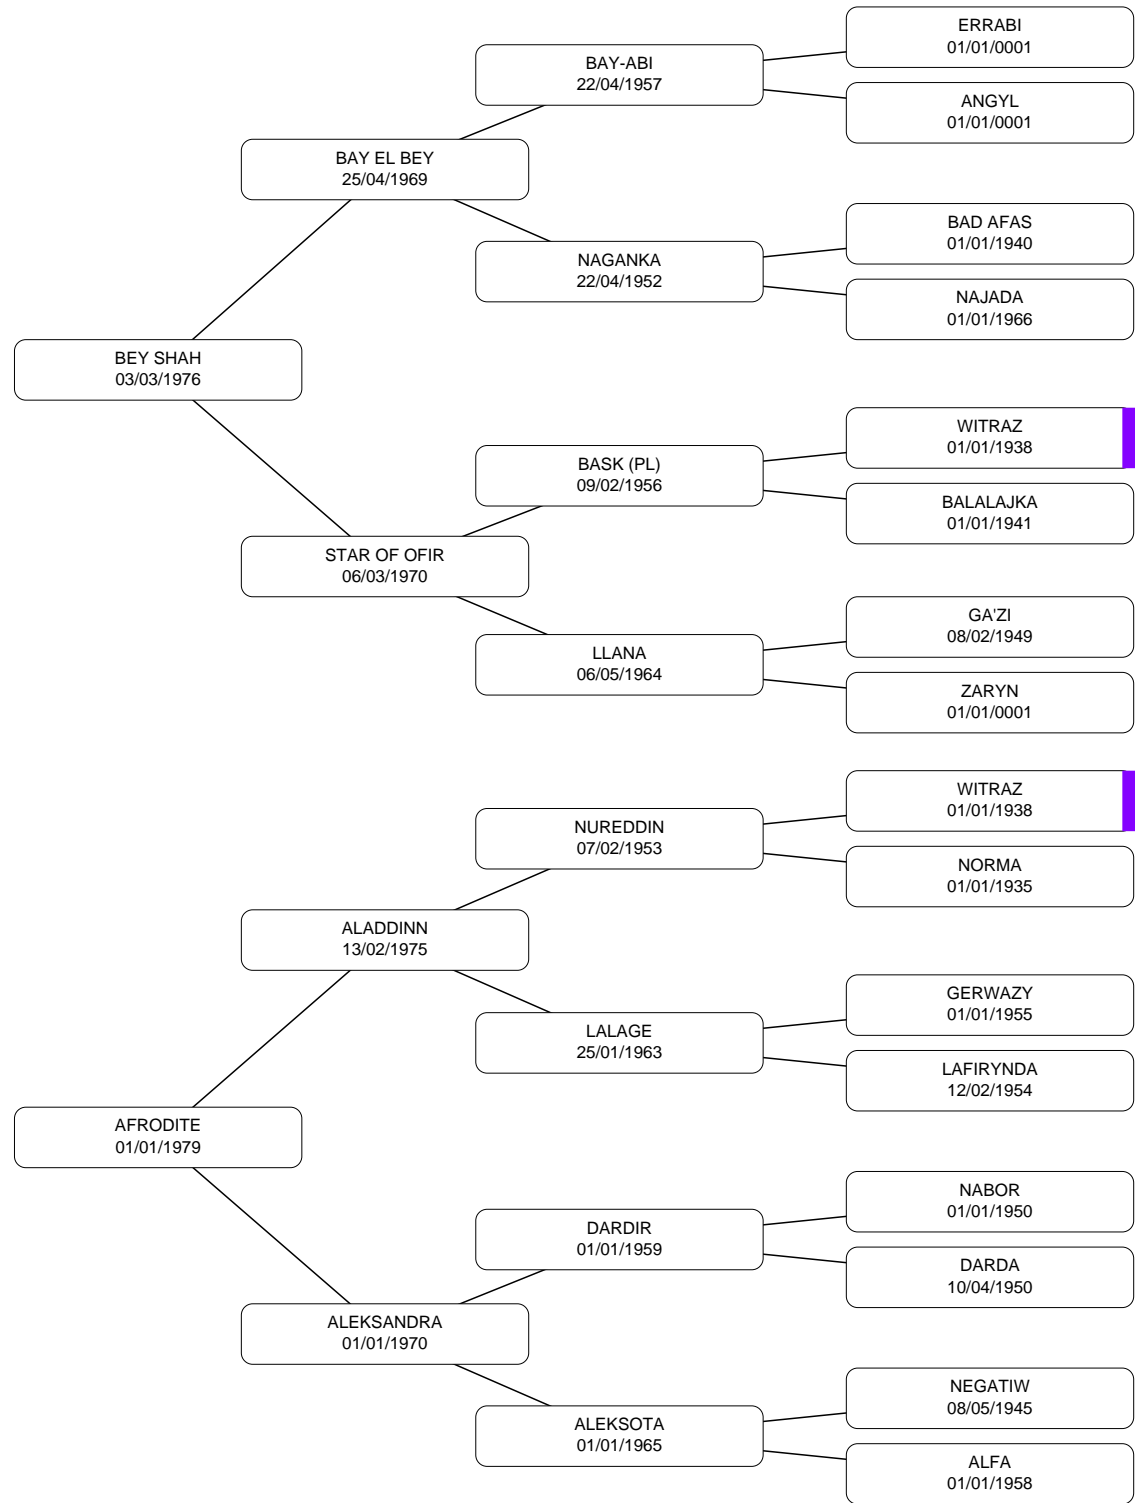 ERRABI
01/01/0001
BAY-ABI
22/04/1957
ANGYL
01/01/0001
BAY EL BEY
25/04/1969
BAD AFAS
01/01/1940
NAGANKA
22/04/1952
NAJADA
01/01/1966
BEY SHAH
03/03/1976
WITRAZ
01/01/1938
BASK (PL)
09/02/1956
BALALAJKA
01/01/1941
STAR OF OFIR
06/03/1970
GA'ZI
08/02/1949
LLANA
06/05/1964
ZARYN
01/01/0001
WITRAZ
01/01/1938
NUREDDIN
07/02/1953
NORMA
01/01/1935
ALADDINN
13/02/1975
GERWAZY
01/01/1955
LALAGE
25/01/1963
LAFIRYNDA
12/02/1954
AFRODITE
01/01/1979
NABOR
01/01/1950
DARDIR
01/01/1959
DARDA
10/04/1950
ALEKSANDRA
01/01/1970
NEGATIW
08/05/1945
ALEKSOTA
01/01/1965
ALFA
01/01/1958